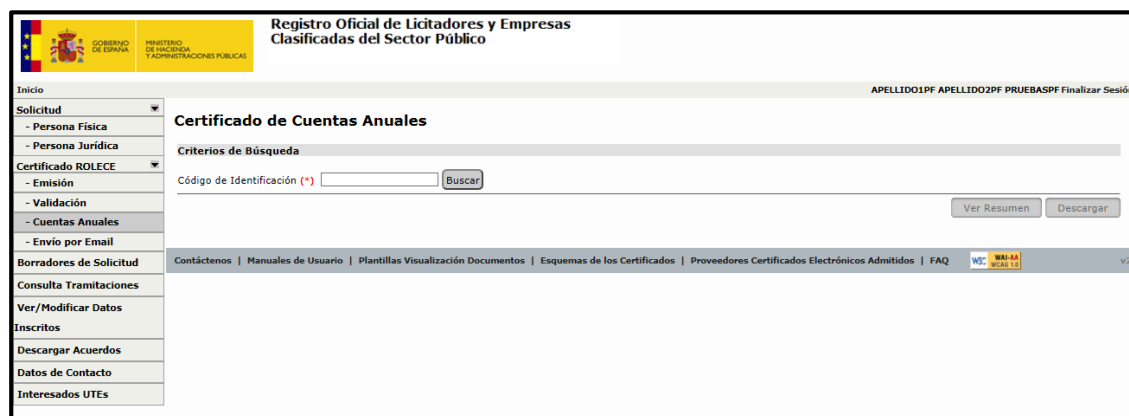 GOBIERNO
DE ESPAÑA
MINISTERIO
DE HACIENDA
Y ADMINISTRACIONES PÚBLICAS
Registro Oficial de Licitadores y Empresas
Clasificadas del Sector Público
Inicio
APELLIDO1PF APELLIDO2PF PRUEBASPF Finalizar Sesión
Solicitud
- Persona Física
- Persona Jurídica
Certificado ROLECE
- Emisión
- Validación
- Cuentas Anuales
- Envío por Email
Borradores de Solicitud
Consulta Tramitaciones
Ver/Modificar Datos
Inscritos
Descargar Acuerdos
Datos de Contacto
Interesados UTEs
Certificado de Cuentas Anuales
Criterios de Búsqueda
Código de Identificación (*) Buscar
Ver Resumen Descargar
Contáctenos | Manuales de Usuario | Plantillas Visualización Documentos | Esquemas de los Certificados | Proveedores Certificados Electrónicos Admitidos | FAQ
W3C WAI-AA
WCAG 1.0